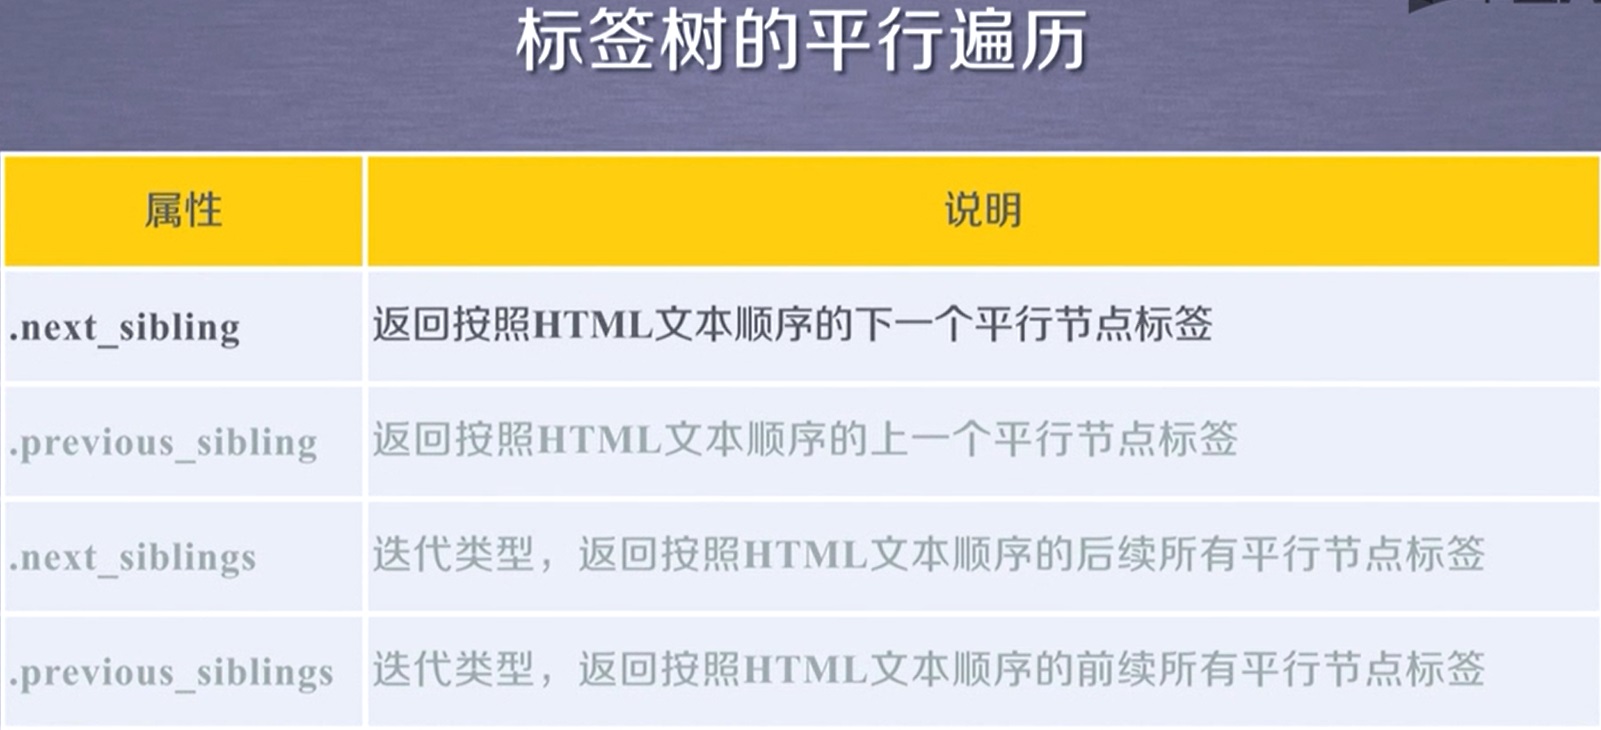 标签树的平行遍历
属性
说明
.next_sibling
返回按照HTML文本顺序的下一个平行节点标签
.previous_sibling
返回按照HTML文本顺序的上一个平行节点标签
.next_siblings
迭代类型，返回按照HTML文本顺序的后续所有平行节点标签
.previous_siblings
迭代类型，返回按照HTML文本顺序的前续所有平行节点标签